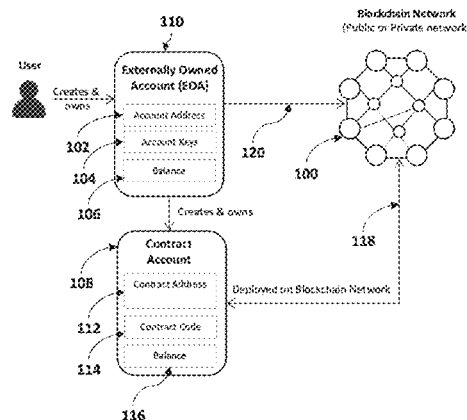 110
Blockchain Network
(Public or Private network
User
Externally Owned
Account (EOA)
Creates &
owns
Account Address
102
120
Account Keys
104
100
Balance
106
118
Creates & owns
Contract
Account
108
Contract Address
Deployed on Blockchain Network
112
Contract Code
114
Balance
116